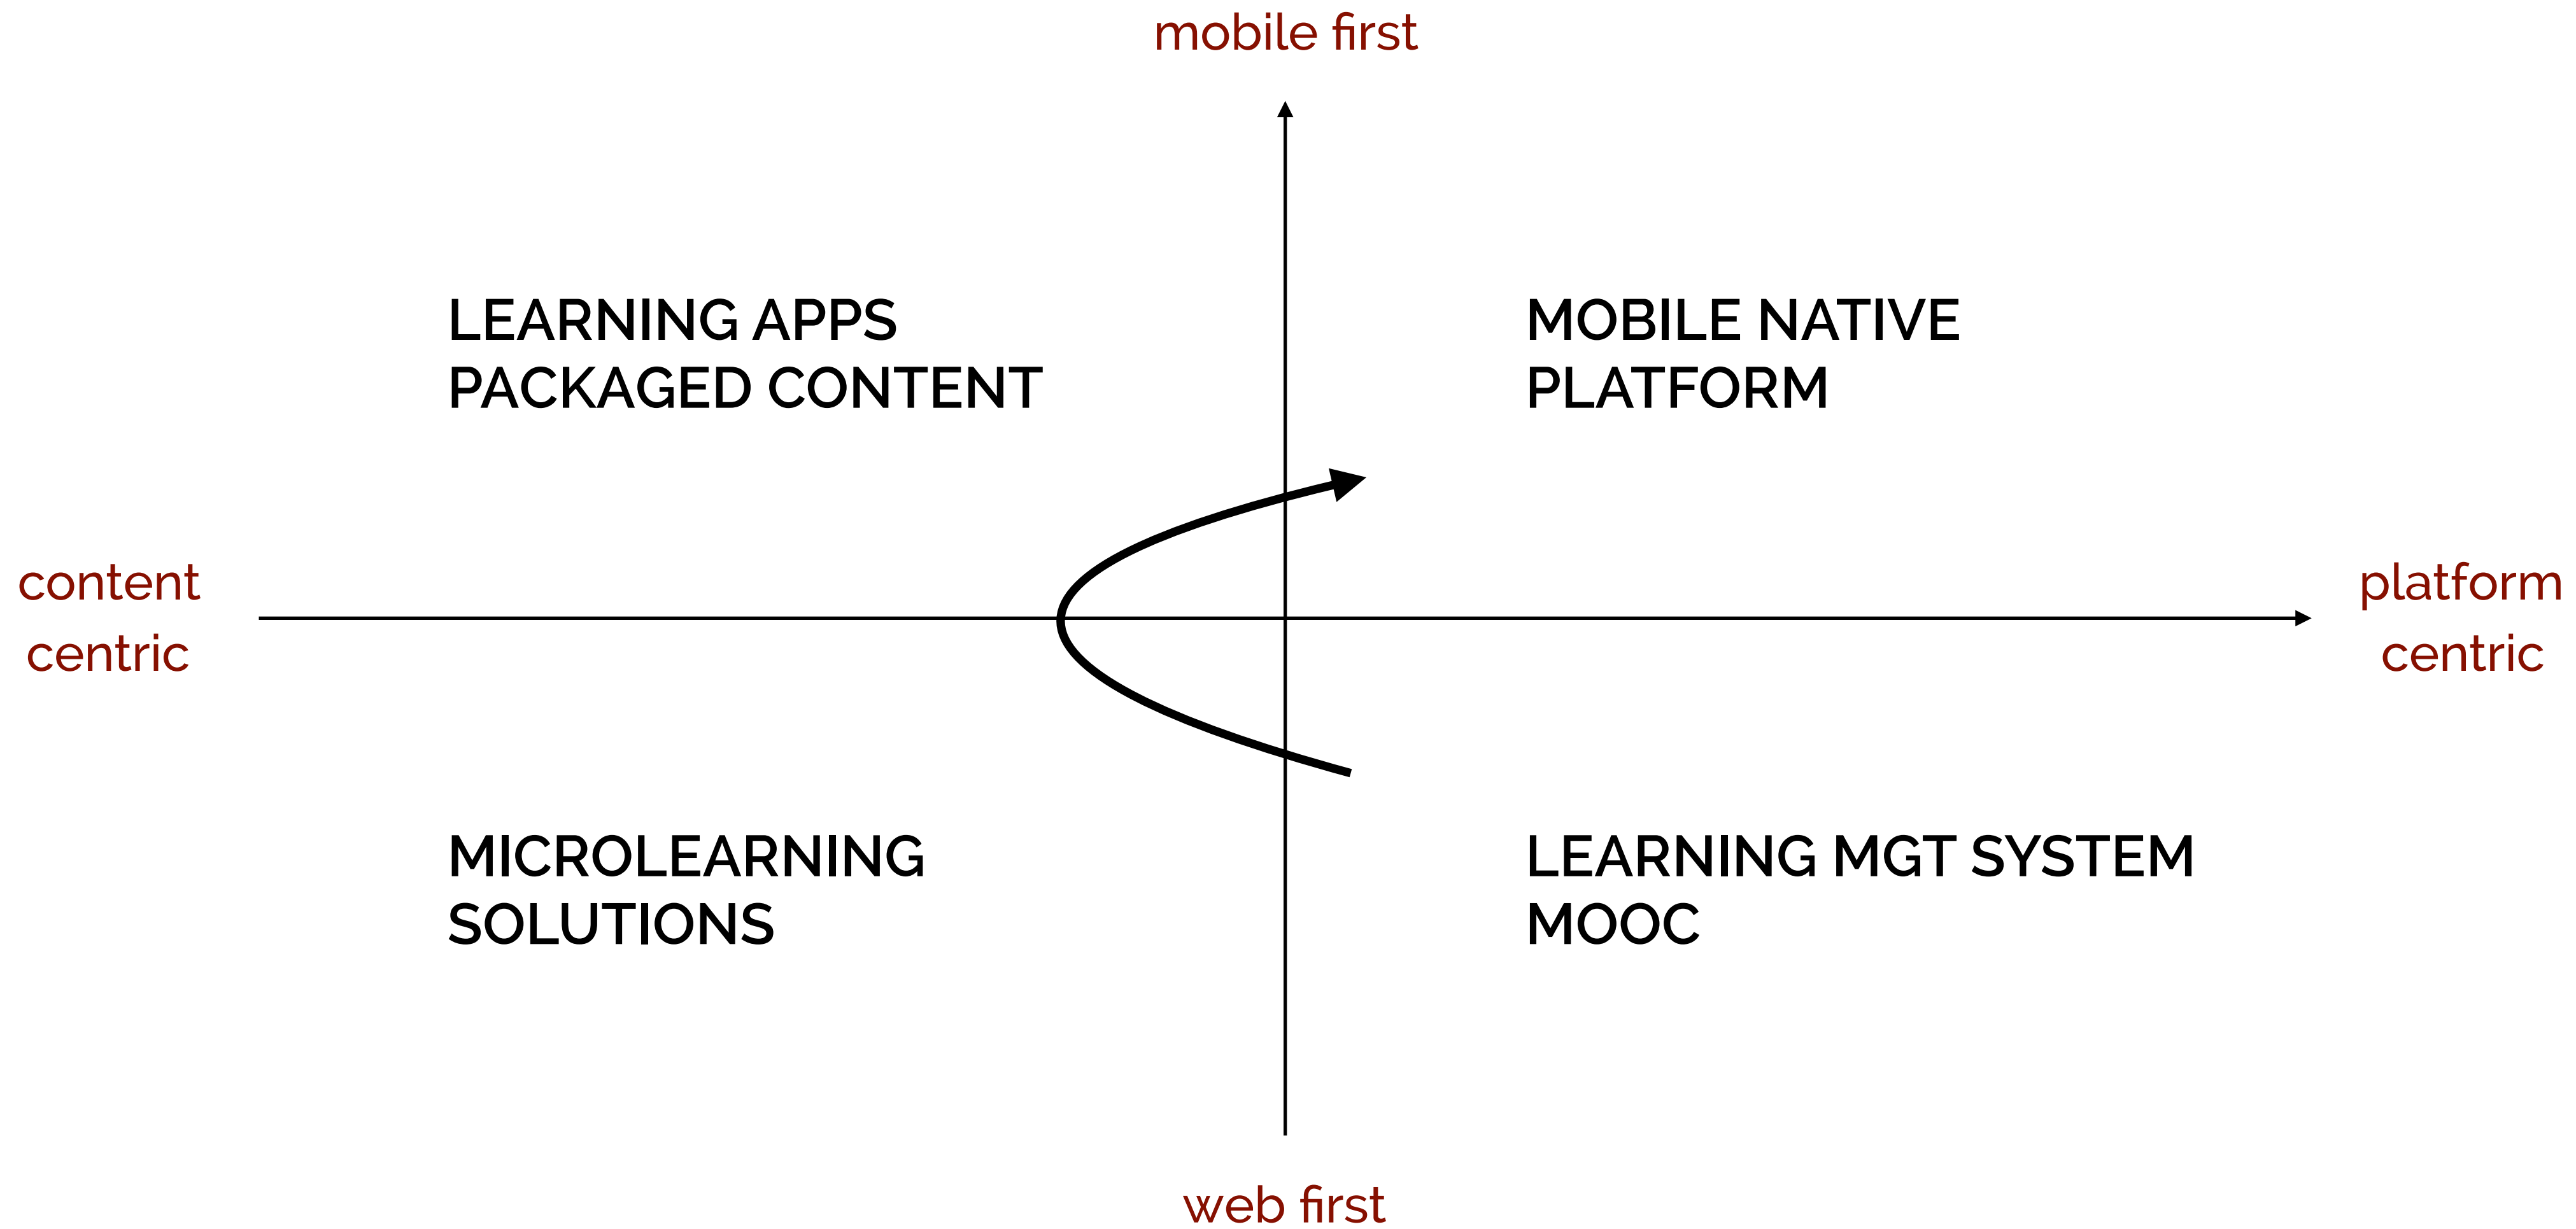 mobile first
LEARNING APPS
PACKAGED CONTENT
MOBILE NATIVE
PLATFORM
content
centric
platform
centric
MICROLEARNING
SOLUTIONS
LEARNING MGT SYSTEM
MOOC
web first